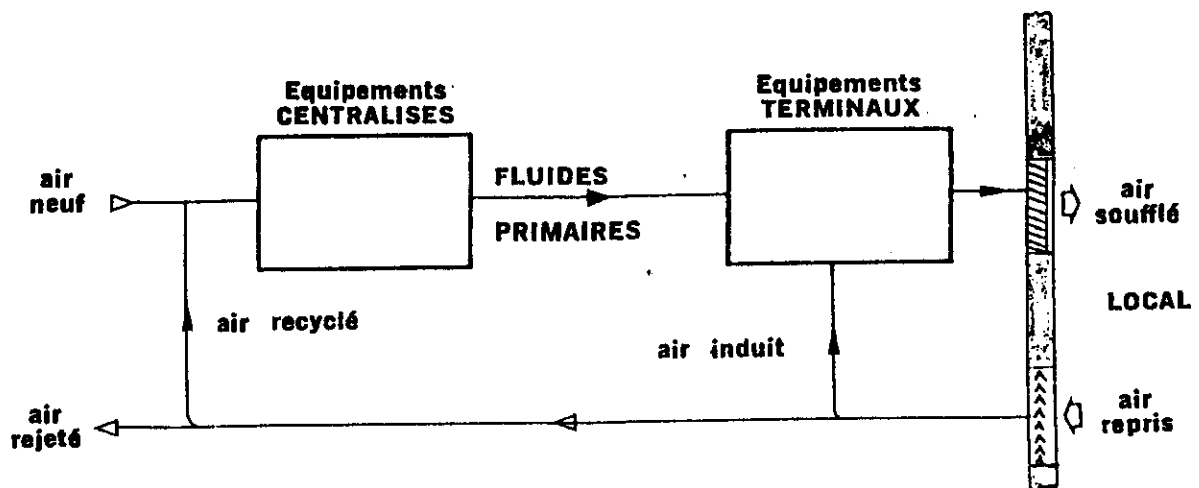 Equipements
CENTRALISES
Equipements
TERMINAUX
air
neuf
FLUIDES
PRIMAIRES
air
soufflé
LOCAL
air recyclé
air induit
air
rejeté
air
repris